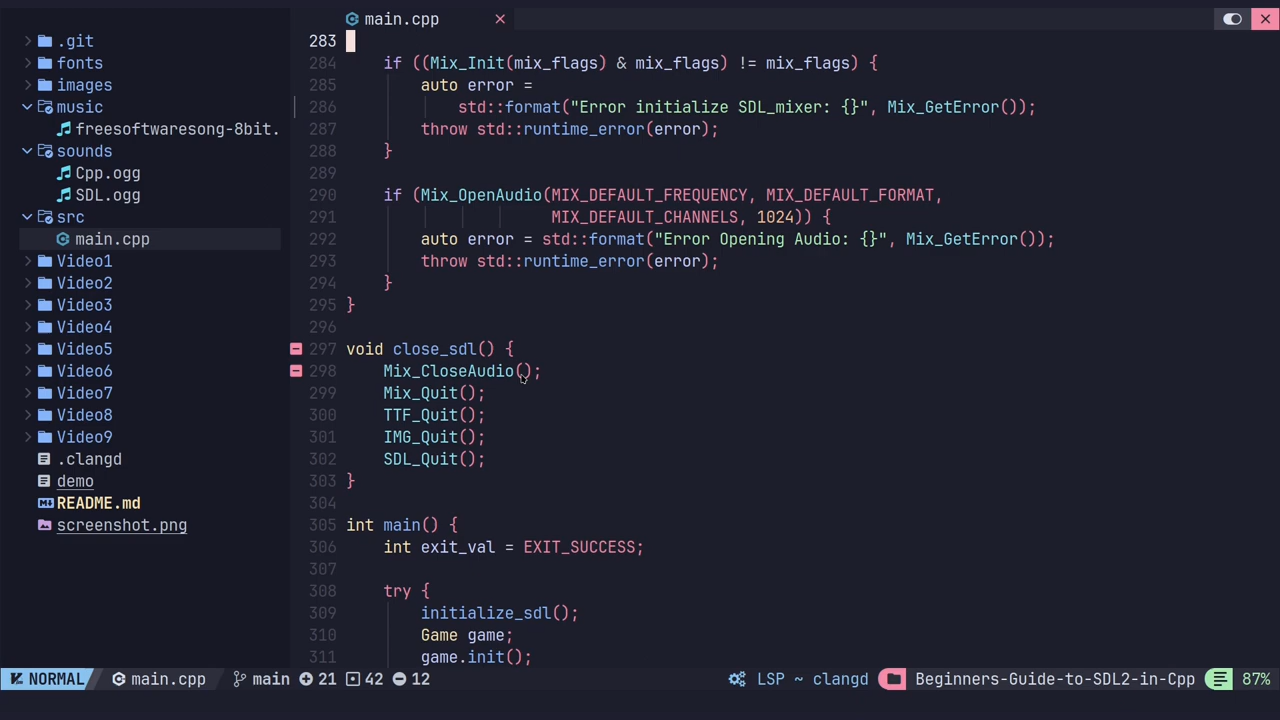 main.cpp
.git
fonts
images
music
freesoftwaresong-8bit.
sounds
Cpp.ogg
SDL.ogg
src
main.cpp
Video1
Video2
Video3
Video4
Video5
Video6
Video7
Video8
Video9
.clangd
demo
README.md
screenshot.png
283
284 if ((Mix_Init(mix_flags) & mix_flags) != mix_flags) {
285 auto error =
286 std::format("Error initialize SDL_mixer: {}", Mix_GetError());
287 throw std::runtime_error(error);
288 }
289
290 if (Mix_OpenAudio(MIX_DEFAULT_FREQUENCY, MIX_DEFAULT_FORMAT,
291 MIX_DEFAULT_CHANNELS, 1024)) {
292 auto error = std::format("Error Opening Audio: {}", Mix_GetError());
293 throw std::runtime_error(error);
294 }
295 }
296
297 void close_sdl() {
298 Mix_CloseAudio();
299 Mix_Quit();
300 TTF_Quit();
301 IMG_Quit();
302 SDL_Quit();
303 }
304
305 int main() {
306 int exit_val = EXIT_SUCCESS;
307
308 try {
309 initialize_sdl();
310 Game game;
311 game.init();
NORMAL main.cpp main 21 42 12 LSP ~ clangd Beginners-Guide-to-SDL2-in-Cpp 87%